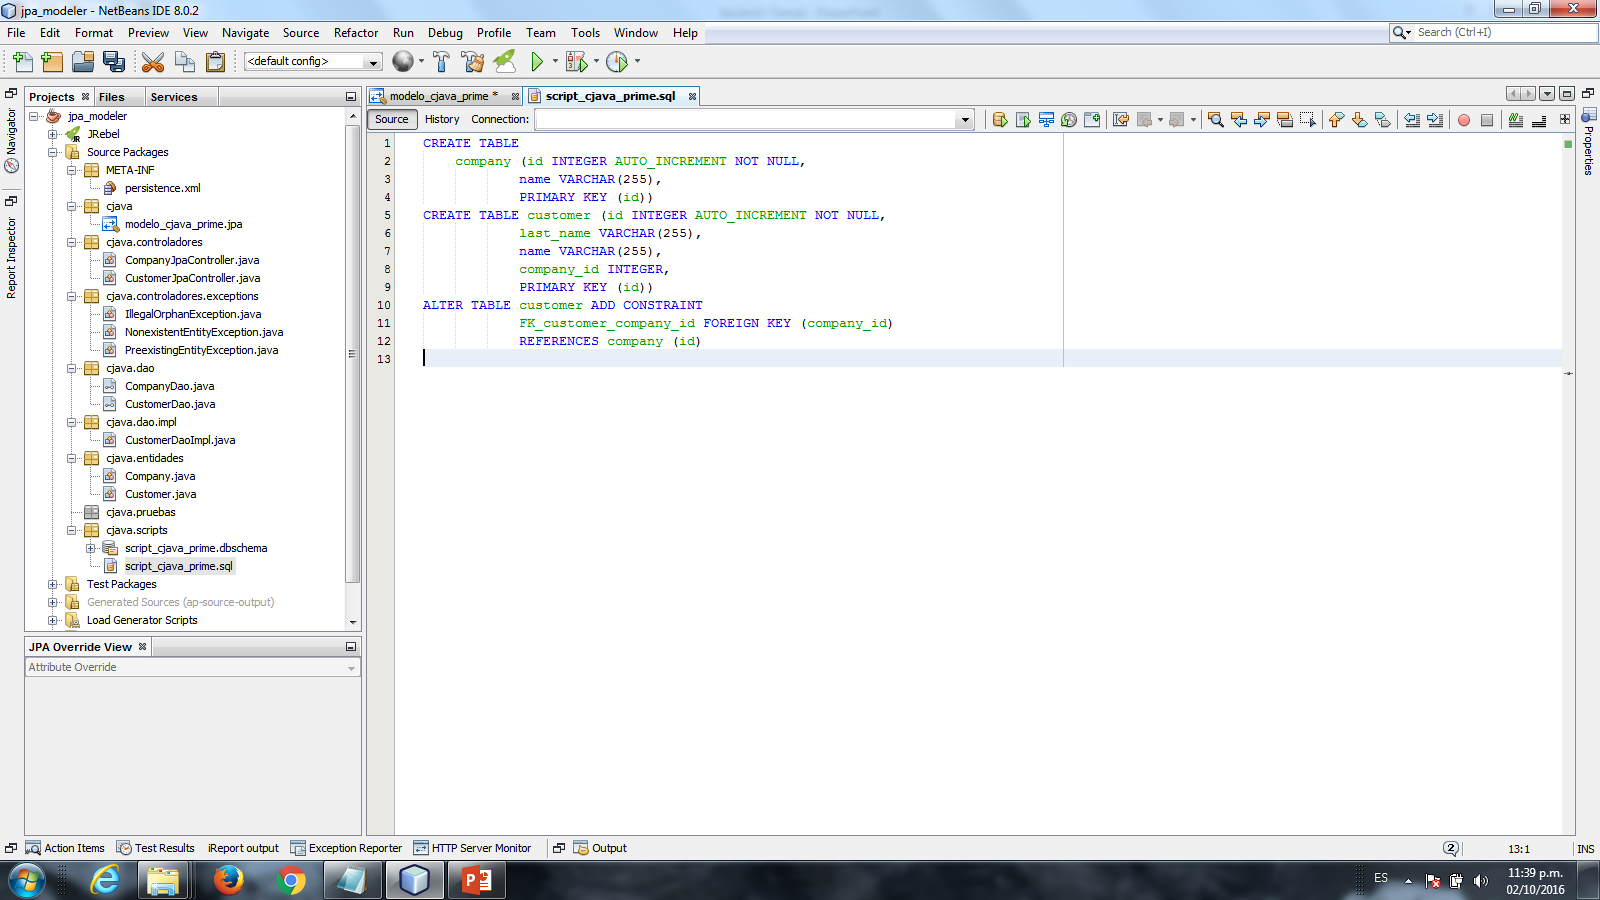 jpa_modeler - NetBeans IDE 8.0.2
File Edit Format Preview View Navigate Source Refactor Run Debug Profile Team Tools Window Help
Search (Ctrl+I)
<default config>
Projects Files Services
modelo_cjava_prime * script_cjava_prime.sql
Source History Connection:
Navigator
Report Inspector
Properties
jpa_modeler
JRebel
Source Packages
META-INF
persistence.xml
cjava
modelo_cjava_prime.jpa
cjava.controladores
CompanyJpaController.java
CustomerJpaController.java
cjava.controladores.exceptions
IllegalOrphanException.java
NonexistentEntityException.java
PreexistingEntityException.java
cjava.dao
CompanyDao.java
CustomerDao.java
cjava.dao.impl
CustomerDaoImpl.java
cjava.entidades
Company.java
Customer.java
cjava.pruebas
cjava.scripts
script_cjava_prime.dbschema
script_cjava_prime.sql
Test Packages
Generated Sources (ap-source-output)
Load Generator Scripts
JPA Override View
Attribute Override
1 CREATE TABLE
2 company (id INTEGER AUTO_INCREMENT NOT NULL,
3 name VARCHAR(255),
4 PRIMARY KEY (id))
5 CREATE TABLE customer (id INTEGER AUTO_INCREMENT NOT NULL,
6 last_name VARCHAR(255),
7 name VARCHAR(255),
8 company_id INTEGER,
9 PRIMARY KEY (id))
10 ALTER TABLE customer ADD CONSTRAINT
11 FK_customer_company_id FOREIGN KEY (company_id)
12 REFERENCES company (id)
13
Action Items Test Results iReport output Exception Reporter HTTP Server Monitor Output
2 13:1 INS
ES
11:39 p.m.
02/10/2016